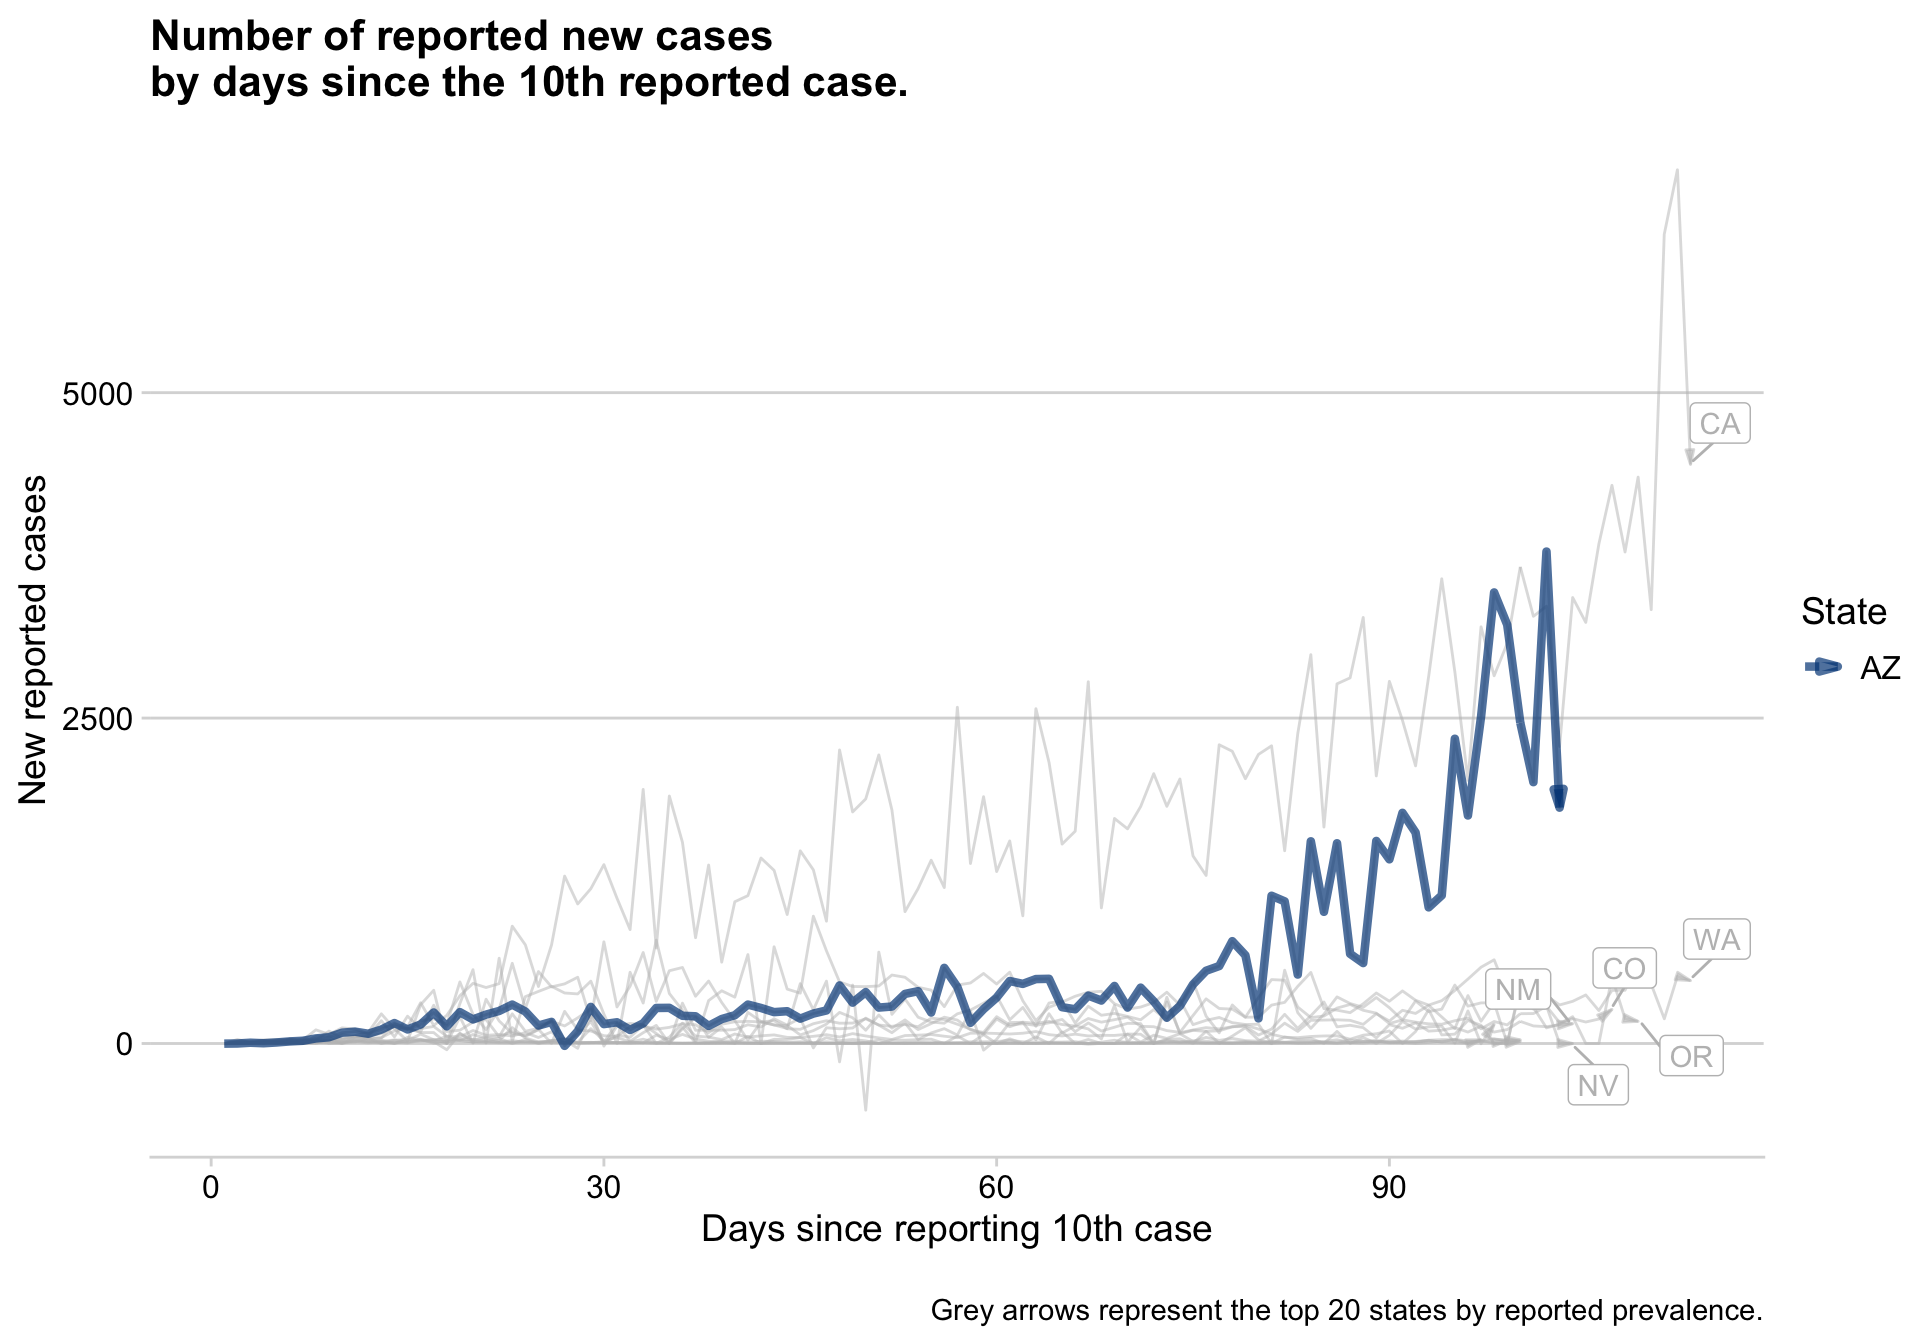 Number of reported new cases
by days since the 10th reported case.
New reported cases
5000
2500
0
CA
WA
CO
NM
OR
NV
State
AZ
0
30
60
90
Days since reporting 10th case
Grey arrows represent the top 20 states by reported prevalence.